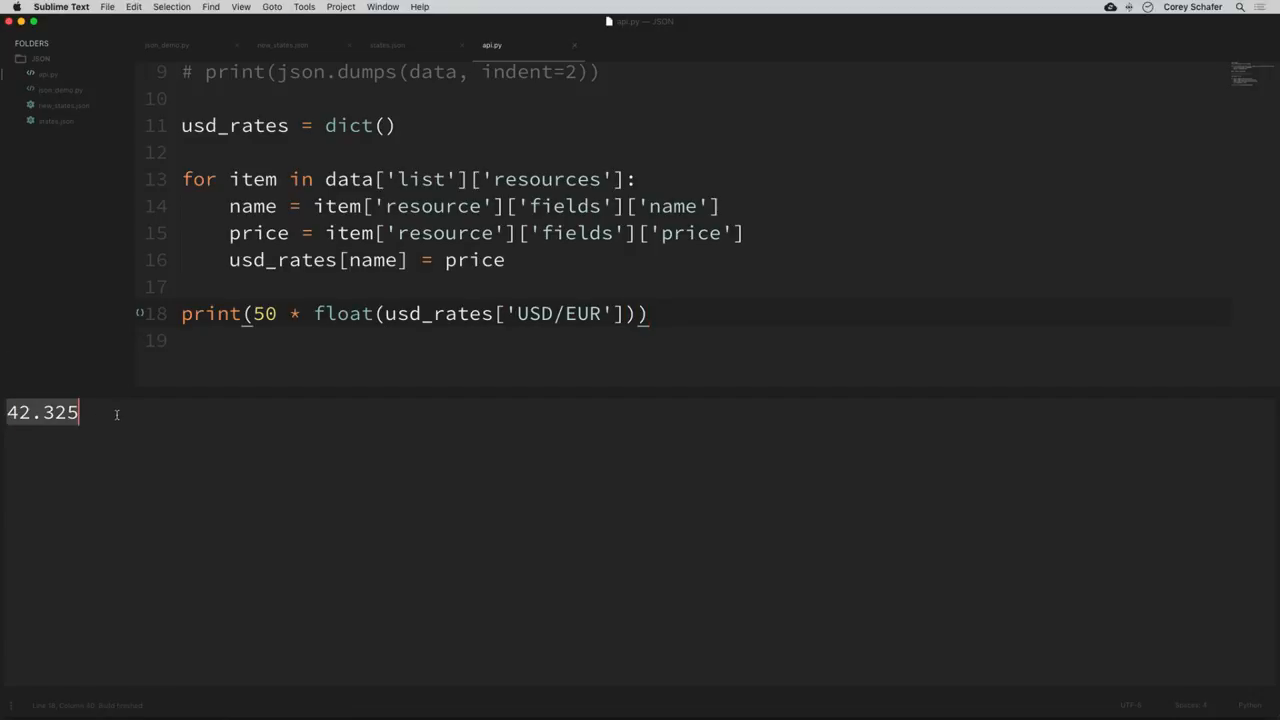 Sublime Text File Edit Selection Find View Goto Tools Project Window Help Corey Schafer
api.py — JSON
FOLDERS
JSON
api.py
json_demo.py
new_states.json
states.json
json_demo.py new_states.json states.json api.py
9 # print(json.dumps(data, indent=2))
10
11 usd_rates = dict()
12
13 for item in data['list']['resources']:
14 name = item['resource']['fields']['name']
15 price = item['resource']['fields']['price']
16 usd_rates[name] = price
17
18 print(50 * float(usd_rates['USD/EUR']))
19
42.325
Line 18, Column 40; Build finished UTF-8 Spaces: 4 Python